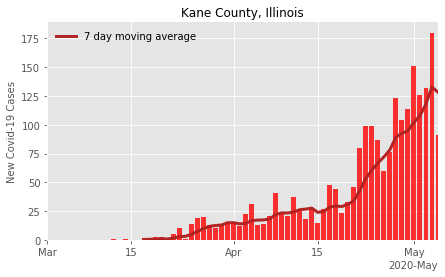 Kane County, Illinois
7 day moving average
New Covid-19 Cases
175
150
125
100
75
50
25
0
Mar
15
Apr
15
May
2020-May